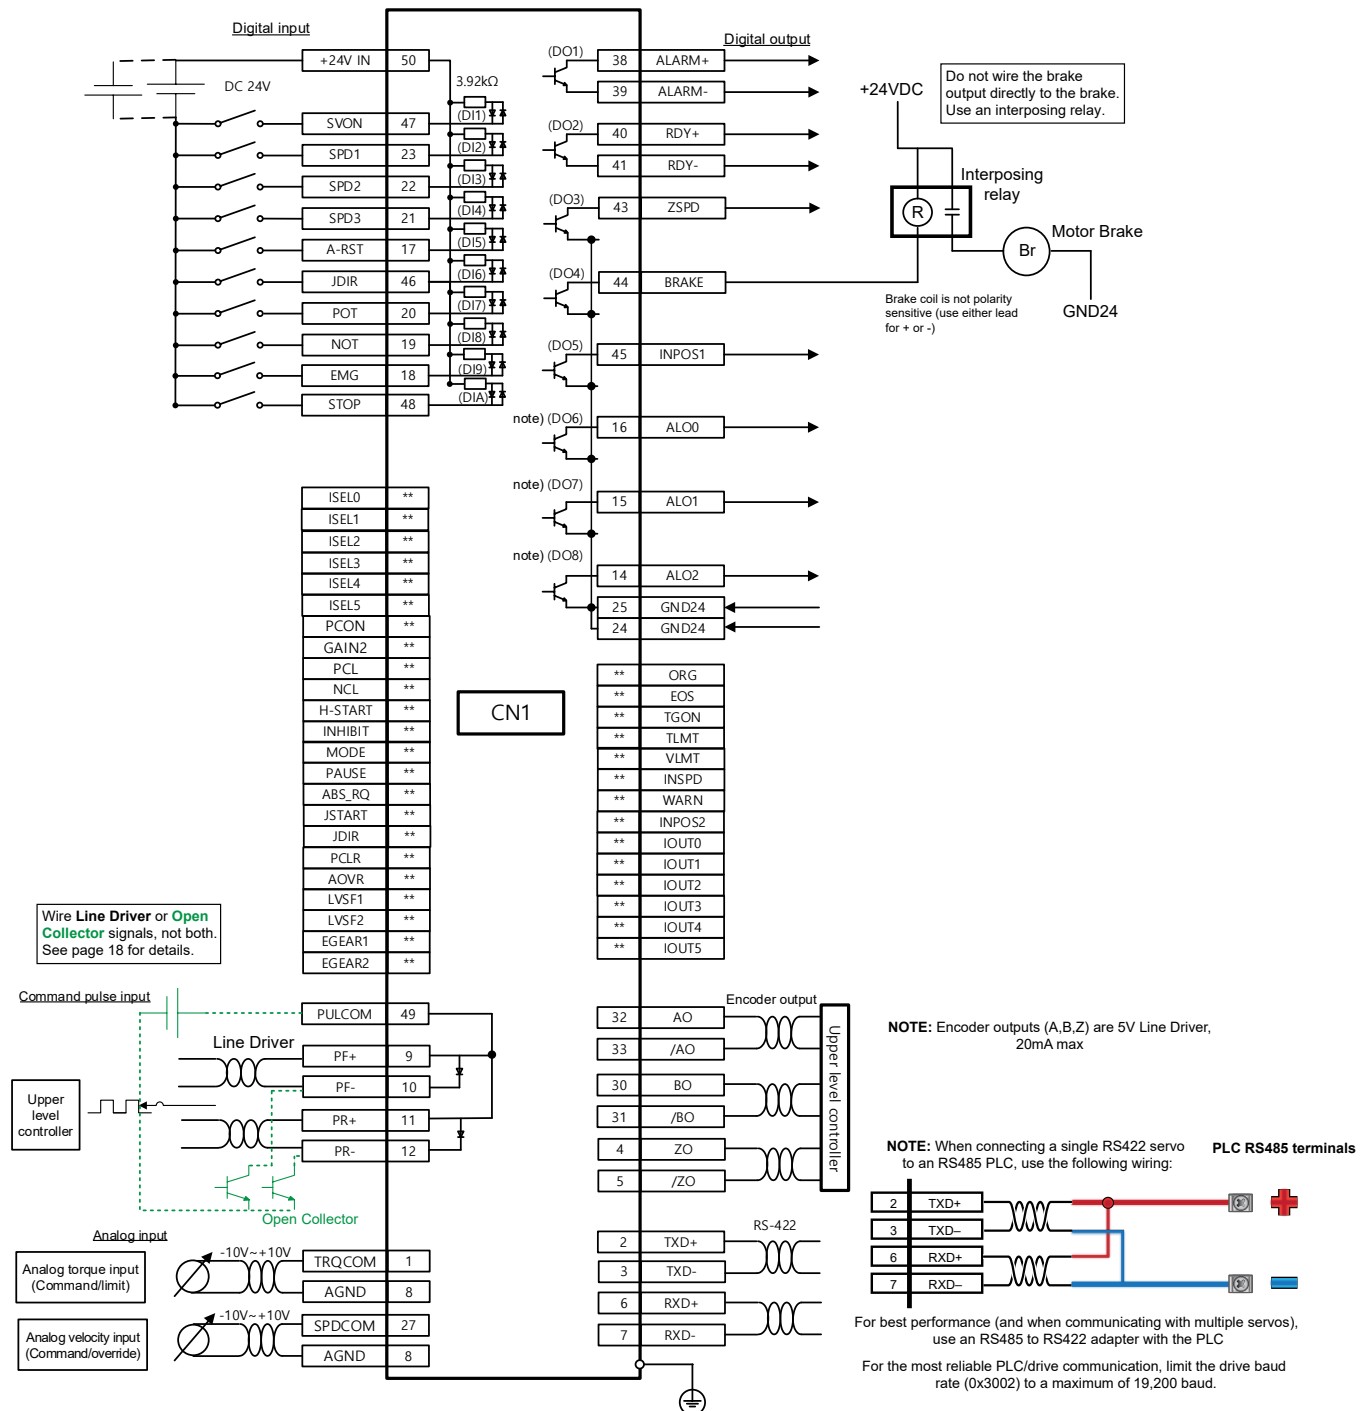 Digital input
+24V IN 50
DC 24V
3.92kΩ
(DI1)
SVON 47
(DI2)
SPD1 23
(DI3)
SPD2 22
(DI4)
SPD3 21
(DI5)
A-RST 17
(DI6)
JDIR 46
(DI7)
POT 20
(DI8)
NOT 19
(DI9)
EMG 18
(DIA)
STOP 48
ISEL0 **
ISEL1 **
ISEL2 **
ISEL3 **
ISEL4 **
ISEL5 **
PCON **
GAIN2 **
PCL **
NCL **
H-START **
INHIBIT **
MODE **
PAUSE **
ABS_RQ **
JSTART **
JDIR **
PCLR **
AOVR **
LVSF1 **
LVSF2 **
EGEAR1 **
EGEAR2 **
CN1
Digital output
(DO1)
38 ALARM+
39 ALARM-
(DO2)
40 RDY+
41 RDY-
(DO3)
43 ZSPD
(DO4)
44 BRAKE
(DO5)
45 INPOS1
note) (DO6)
16 ALO0
note) (DO7)
15 ALO1
note) (DO8)
14 ALO2
25 GND24
24 GND24
** ORG
** EOS
** TGON
** TLMT
** VLMT
** INSPD
** WARN
** INPOS2
** IOUT0
** IOUT1
** IOUT2
** IOUT3
** IOUT4
** IOUT5
+24VDC
Do not wire the brake
output directly to the brake.
Use an interposing relay.
Interposing
relay
R
Motor Brake
Br
GND24
Brake coil is not polarity
sensitive (use either lead
for + or -)
Wire Line Driver or Open
Collector signals, not both.
See page 18 for details.
Command pulse input
PULCOM 49
Line Driver
PF+ 9
PF- 10
PR+ 11
PR- 12
Upper
level
controller
Open Collector
Analog input
Analog torque input
(Command/limit)
-10V~+10V
TRQCOM 1
AGND 8
Analog velocity input
(Command/override)
-10V~+10V
SPDCOM 27
AGND 8
Encoder output
32 AO
33 /AO
30 BO
31 /BO
4 ZO
5 /ZO
Upper level controller
RS-422
2 TXD+
3 TXD-
6 RXD+
7 RXD-
NOTE: Encoder outputs (A,B,Z) are 5V Line Driver,
20mA max
NOTE: When connecting a single RS422 servo
to an RS485 PLC, use the following wiring:
PLC RS485 terminals
2 TXD+
3 TXD–
6 RXD+
7 RXD–
For best performance (and when communicating with multiple servos),
use an RS485 to RS422 adapter with the PLC
For the most reliable PLC/drive communication, limit the drive baud
rate (0x3002) to a maximum of 19,200 baud.